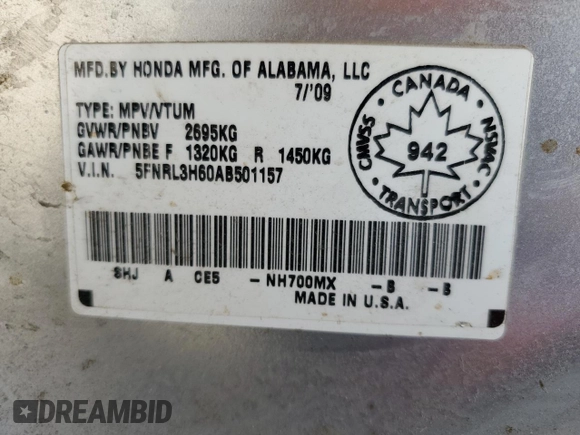 MFD.BY HONDA MFG. OF ALABAMA, LLC
7/'09
TYPE: MPV/VTUM
GVWR/PNBV 2695KG
GAWR/PNBE F 1320KG R 1450KG
V.I.N. 5FNRL3H60AB501157
CANADA
CMVSS
NSVAC
942
TRANSPORT
SHJ A CE5 -NH700MX -B -B
MADE IN U.S.A.
DREAMBID